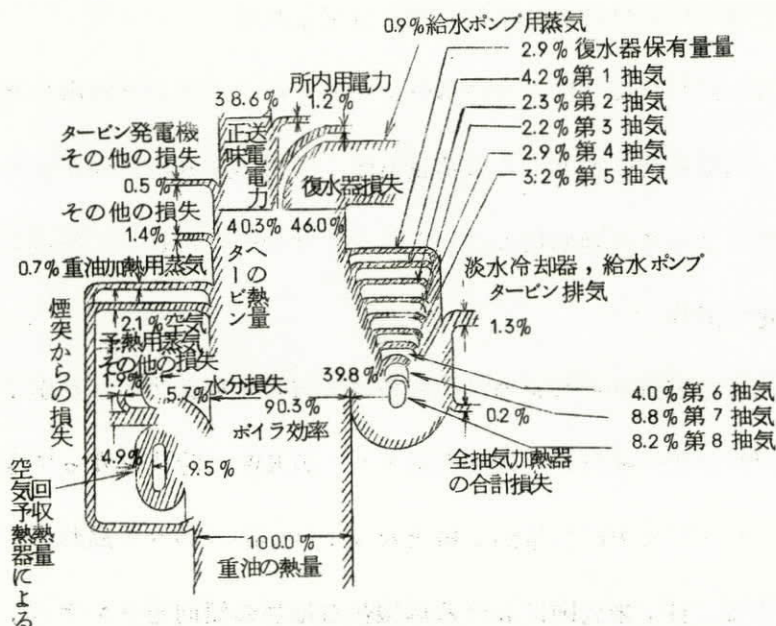 0.9%給水ポンプ用蒸気
2.9%復水器保有量量
4.2%第1抽気
2.3%第2抽気
2.2%第3抽気
2.9%第4抽気
3.2%第5抽気
所内用電力
1.2%
38.6%
正味送電電力
タービン発電機
その他の損失
0.5%
その他の損失
1.4%
0.7%重油加熱用蒸気
復水器損失
40.3%
46.0%
タービンへの熱量
淡水冷却器,給水ポンプ
タービン排気
1.3%
煙突からの損失
2.1%空気
予熱用蒸気
その他の損失
1.9%
5.7%
水分損失
39.8%
90.3%
ボイラ効率
0.2%
4.0%第6抽気
8.8%第7抽気
8.2%第8抽気
全抽気加熱器
の合計損失
4.9%
9.5%
空気予熱器による
回収熱量
100.0%
重油の熱量